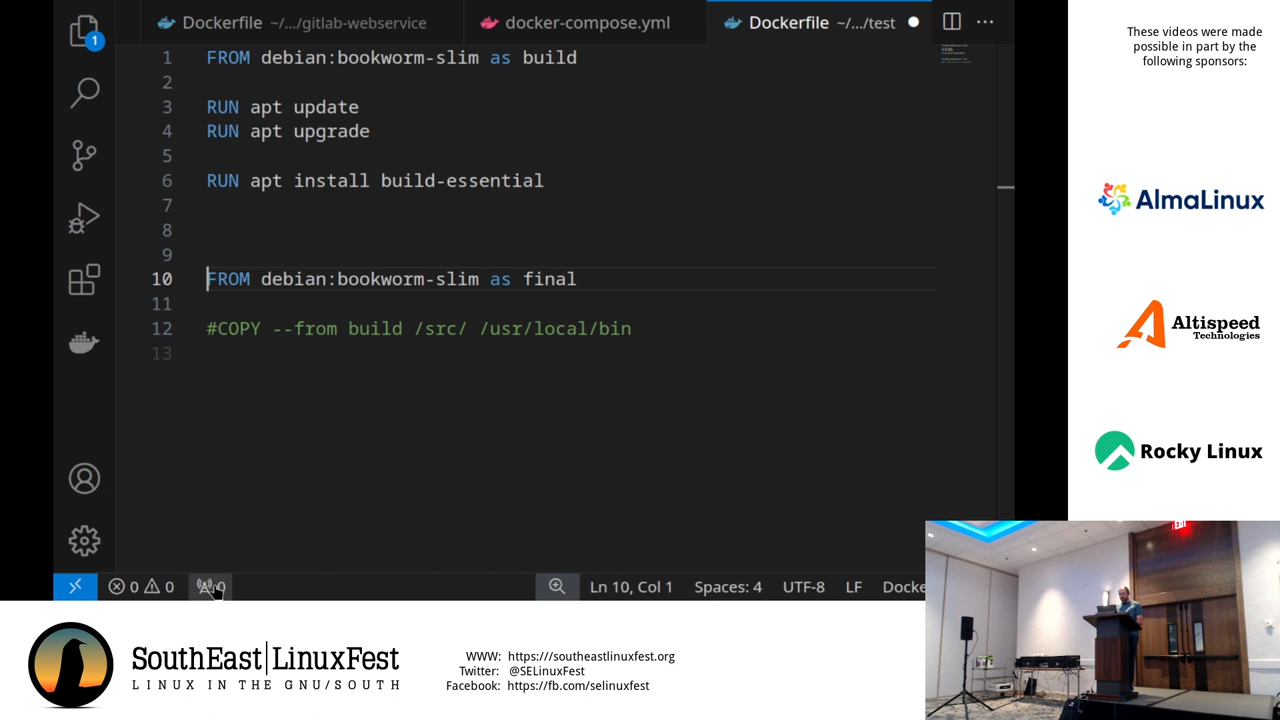 Dockerfile ~/.../gitlab-webservice
docker-compose.yml
Dockerfile ~/.../test
1
1 FROM debian:bookworm-slim as build
2
3 RUN apt update
4 RUN apt upgrade
5
6 RUN apt install build-essential
7
8
9
10 FROM debian:bookworm-slim as final
11
12 #COPY --from build /src/ /usr/local/bin
13
0 0 0 Ln 10, Col 1 Spaces: 4 UTF-8 LF Docke
These videos were made
possible in part by the
following sponsors:
AlmaLinux
Altispeed
Technologies
Rocky Linux
EXIT
SouthEast|LinuxFest
LINUX IN THE GNU/SOUTH
WWW: https://southeastlinuxfest.org
Twitter: @SELinuxFest
Facebook: https://fb.com/selinuxfest